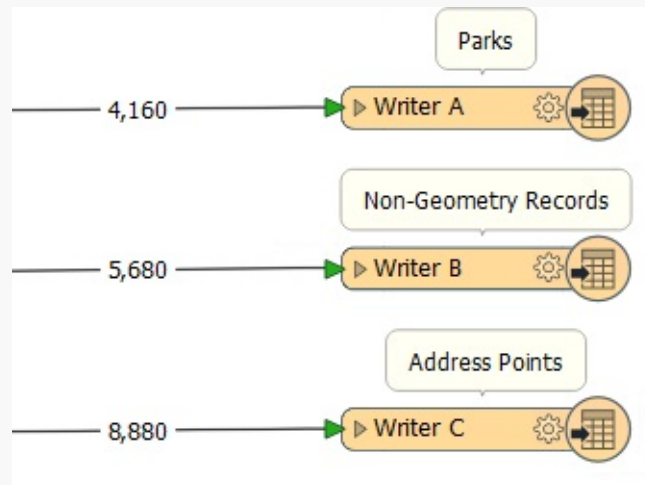 Parks
4,160
Writer A
Non-Geometry Records
5,680
Writer B
Address Points
8,880
Writer C